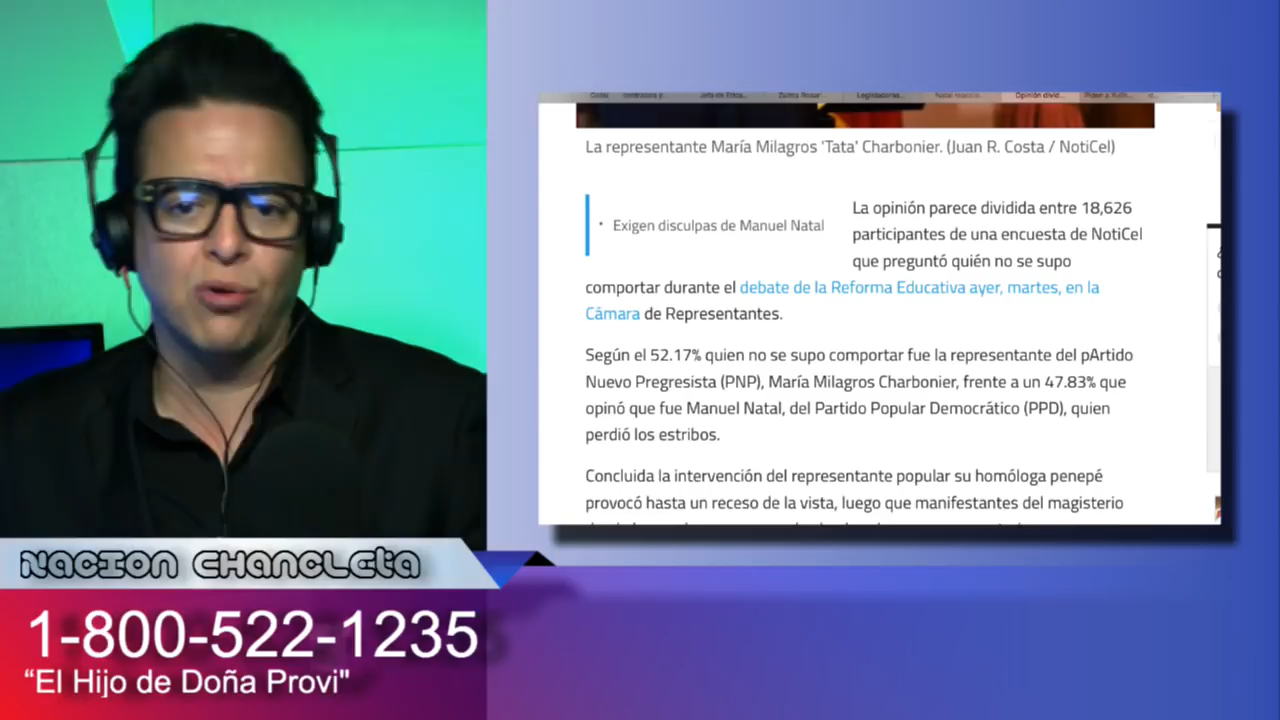 La representante María Milagros 'Tata' Charbonier. (Juan R. Costa / NotiCel)
· Exigen disculpas de Manuel Natal
La opinión parece dividida entre 18,626
participantes de una encuesta de NotiCel
que preguntó quién no se supo
comportar durante el debate de la Reforma Educativa ayer, martes, en la
Cámara de Representantes.
Según el 52.17% quien no se supo comportar fue la representante del pArtido
Nuevo Pregresista (PNP), María Milagros Charbonier, frente a un 47.83% que
opinó que fue Manuel Natal, del Partido Popular Democrático (PPD), quien
perdió los estribos.
Concluida la intervención del representante popular su homóloga penepé
provocó hasta un receso de la vista, luego que manifestantes del magisterio
NACION CHANCLETA
1-800-522-1235
“El Hijo de Doña Provi"